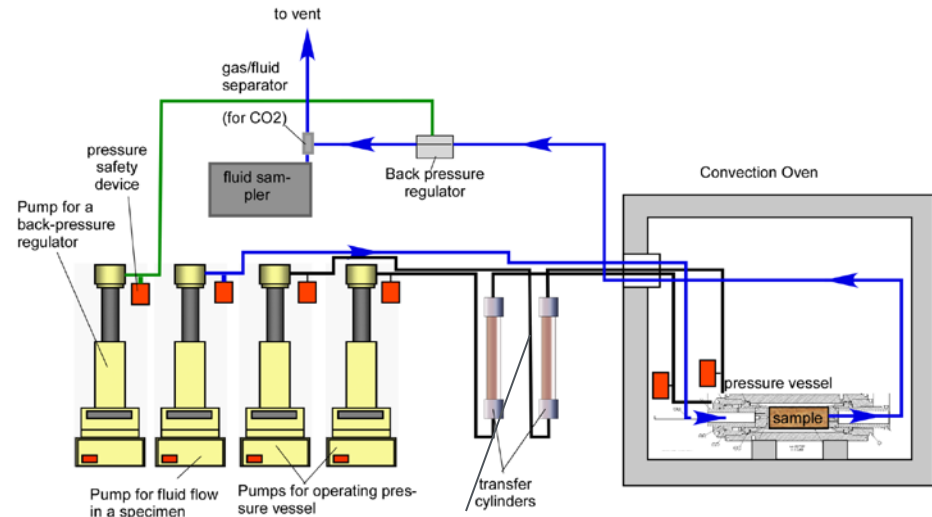 to vent
gas/fluid
separator
(for CO2)
pressure
safety
device
fluid sam-
pler
Back pressure
regulator
Convection Oven
Pump for a
back-pressure
regulator
pressure vessel
sample
transfer
cylinders
Pump for fluid flow
in a specimen
Pumps for operating pres-
sure vessel